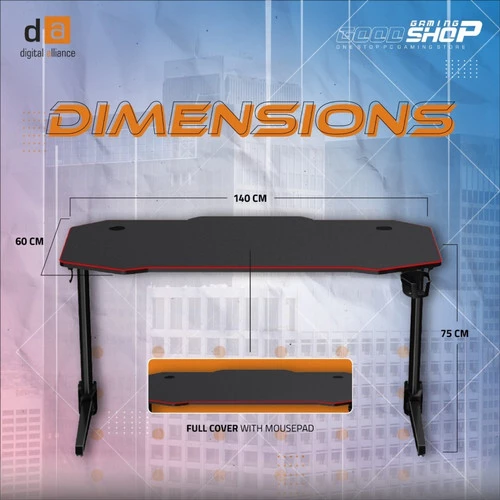 da
digital alliance
GAMING
GOOD SHOP
ONE STOP PC GAMING STORE
DIMENSIONS
140 CM
60 CM
75 CM
FULL COVER WITH MOUSEPAD